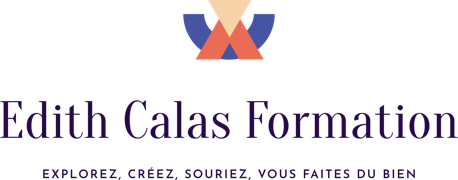 Edith Calas Formation
EXPLOREZ, CRÉEZ, SOURIEZ, VOUS FAITES DU BIEN